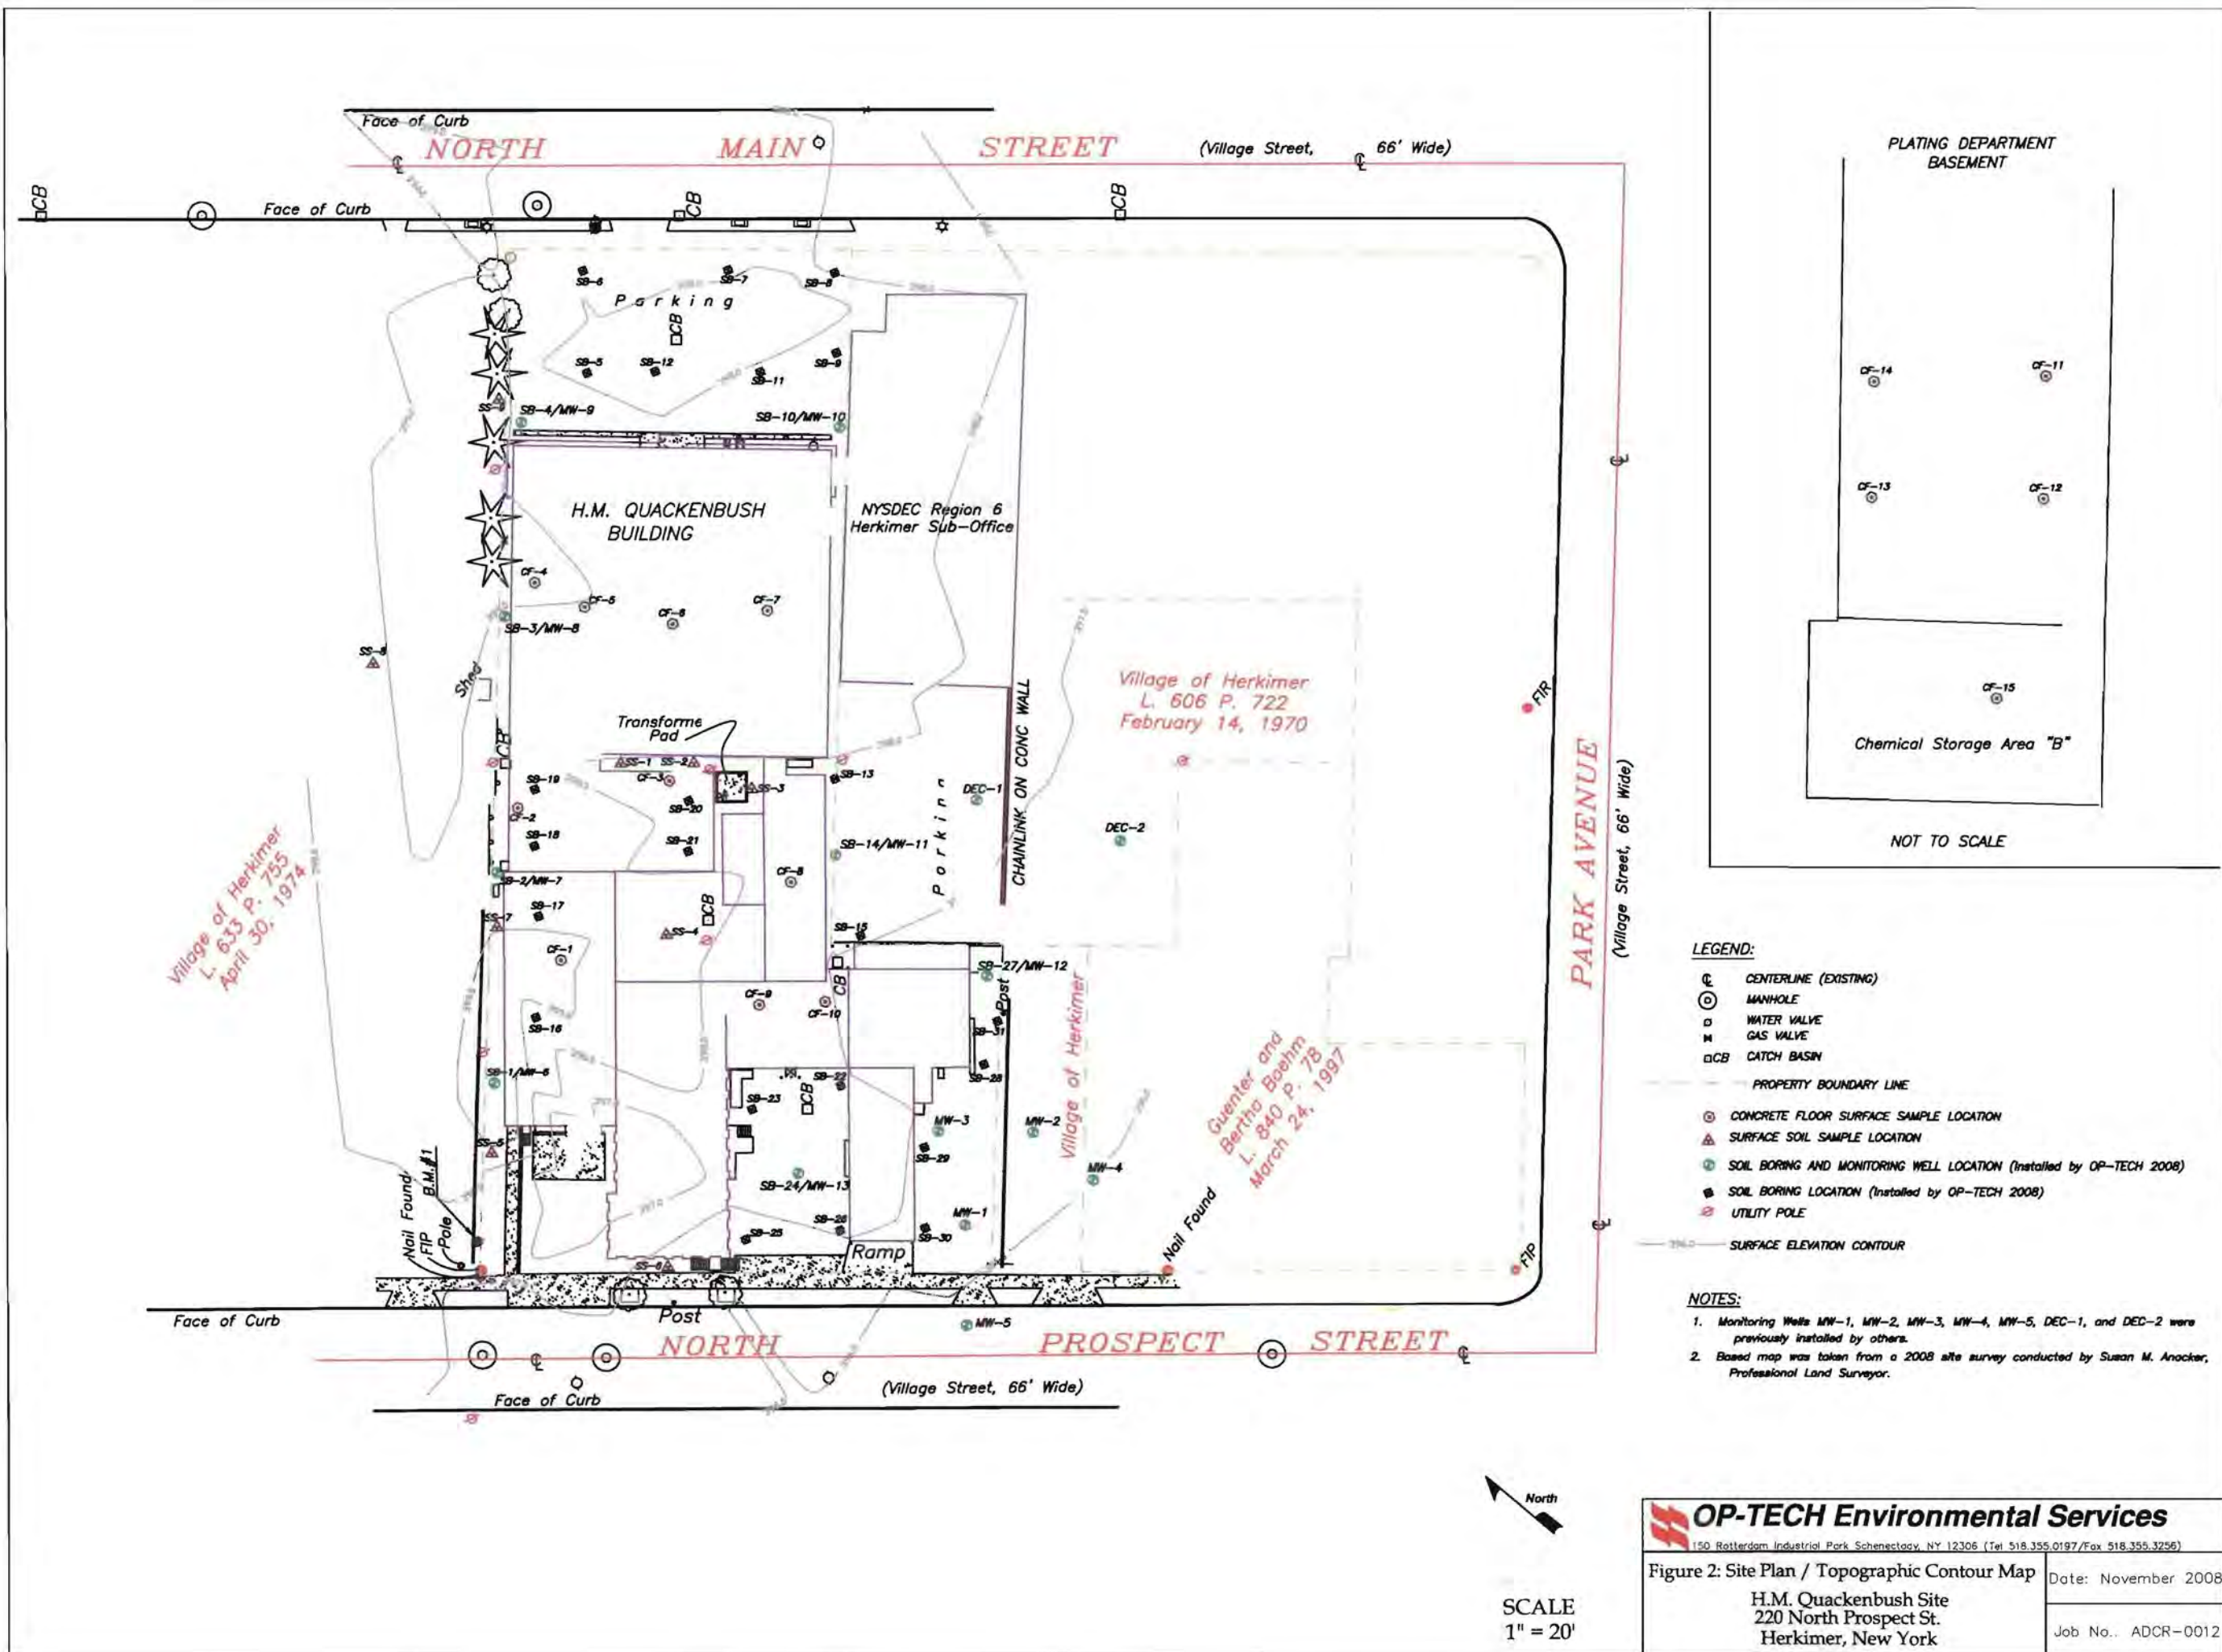 Face of Curb
NORTH MAIN STREET
(Village Street, 66' Wide)
CB
Face of Curb
CB
CB
SB-6
SB-7
SB-8
Parking
CB
SB-5
SB-12
SB-11
SB-9
SB-4/MW-9
SB-10/MW-10
H.M. QUACKENBUSH
BUILDING
NYSDEC Region 6
Herkimer Sub-Office
CF-4
CF-5
CF-6
CF-7
SB-3/MW-8
SS-8
Shed
Transforme
Pad
CB
SS-1
SS-2
CF-3
SS-3
SB-13
SB-19
SB-20
CF-2
SB-18
SB-21
SB-14/MW-11
DEC-1
DEC-2
CHAINLINK ON CONC WALL
Village of Herkimer
L. 606 P. 722
February 14, 1970
FIR
PARK AVENUE
(Village Street, 66' Wide)
Village of Herkimer
L. 633 P. 755
April 30, 1974
SB-2/MW-7
SB-17
SS-7
CF-1
CF-8
CB
SS-4
SB-15
CB
SB-27/MW-12
Post
CF-9
CF-10
SB-16
SB-31
SB-28
SB-1/MW-6
SB-22
SB-23
CB
MW-3
MW-2
MW-4
SB-29
SS-5
SB-24/MW-13
MW-1
SB-30
SB-25
SB-26
SS-6
Ramp
Village of Herkimer
Guenter and
Bertha Boehm
L. 840 P. 78
March 24, 1997
Nail Found
FIP
B.M.#1
Nail Found
FIP
Pole
Face of Curb
Post
MW-5
NORTH PROSPECT STREET
(Village Street, 66' Wide)
Face of Curb
PLATING DEPARTMENT
BASEMENT
CF-14
CF-11
CF-13
CF-12
CF-15
Chemical Storage Area "B"
NOT TO SCALE
LEGEND:
CENTERLINE (EXISTING)
MANHOLE
WATER VALVE
GAS VALVE
CB CATCH BASIN
PROPERTY BOUNDARY LINE
CONCRETE FLOOR SURFACE SAMPLE LOCATION
SURFACE SOIL SAMPLE LOCATION
SOIL BORING AND MONITORING WELL LOCATION (Installed by OP-TECH 2008)
SOIL BORING LOCATION (Installed by OP-TECH 2008)
UTILITY POLE
SURFACE ELEVATION CONTOUR
NOTES:
1. Monitoring Wells MW-1, MW-2, MW-3, MW-4, MW-5, DEC-1, and DEC-2 were
previously installed by others.
2. Based map was taken from a 2008 site survey conducted by Susan M. Anacker,
Professional Land Surveyor.
North
SCALE
1" = 20'
OP-TECH Environmental Services
150 Rotterdam Industrial Park Schenectady, NY 12306 (Tel 518.355.0197/Fax 518.355.3256)
Figure 2: Site Plan / Topographic Contour Map
H.M. Quackenbush Site
220 North Prospect St.
Herkimer, New York
Date: November 2008
Job No.. ADCR-0012